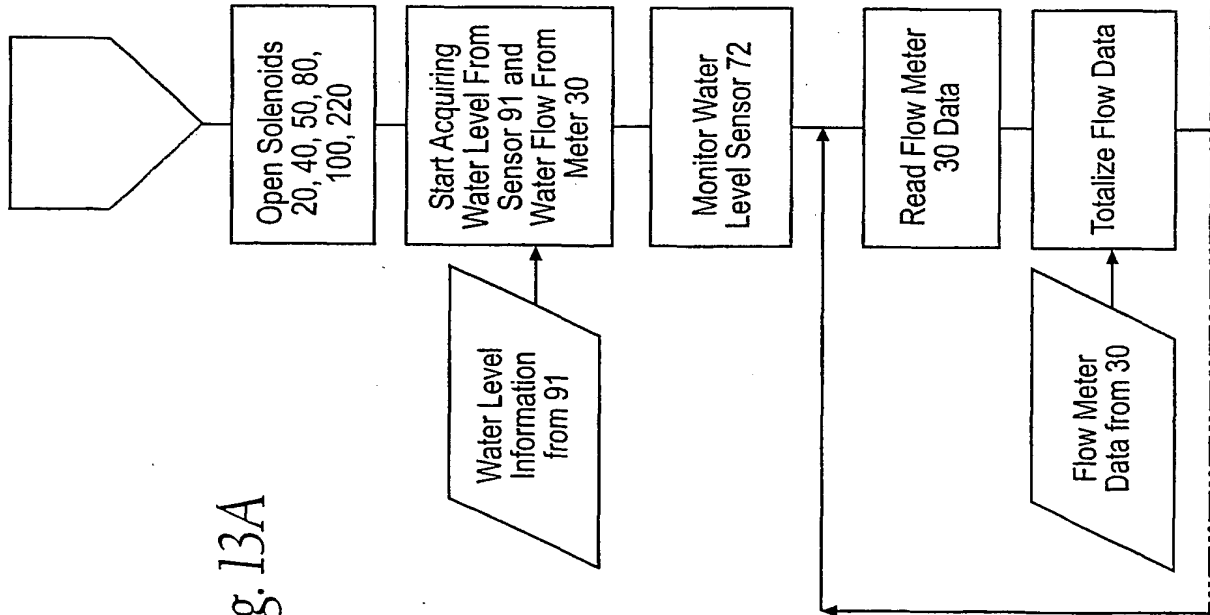 Open Solenoids
20, 40, 50, 80,
100, 220
Start Acquiring
Water Level From
Sensor 91 and
Water Flow From
Meter 30
Water Level
Information
from 91
Monitor Water
Level Sensor 72
Read Flow Meter
30 Data
Totalize Flow Data
Flow Meter
Data from 30
g. 13A